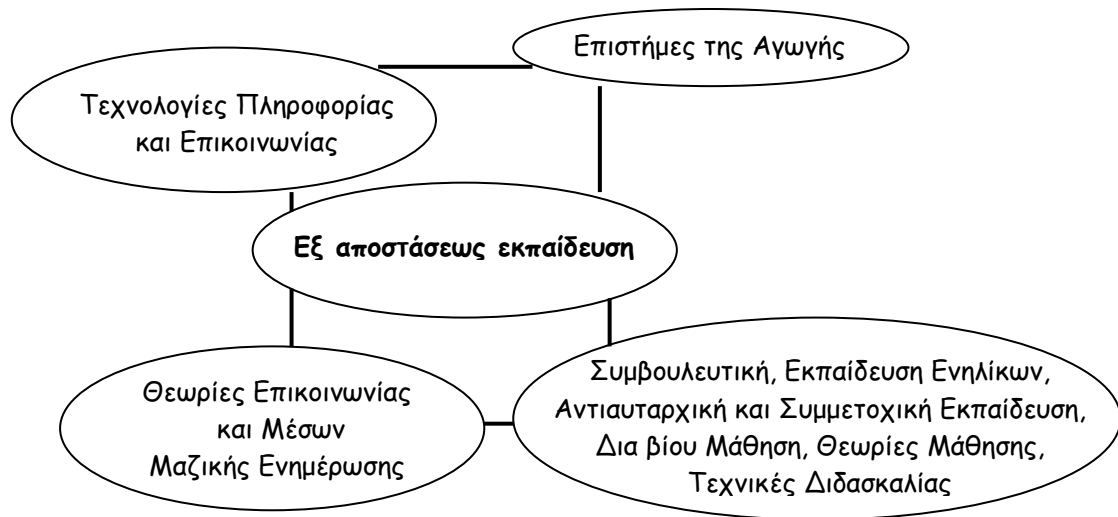 Επιστήμες της Αγωγής
Τεχνολογίες Πληροφορίας
και Επικοινωνίας
Εξ αποστάσεως εκπαίδευση
Θεωρίες Επικοινωνίας
και Μέσων
Μαζικής Ενημέρωσης
Συμβουλευτική, Εκπαίδευση Ενηλίκων,
Αντιαυταρχική και Συμμετοχική Εκπαίδευση,
Δια βίου Μάθηση, Θεωρίες Μάθησης,
Τεχνικές Διδασκαλίας